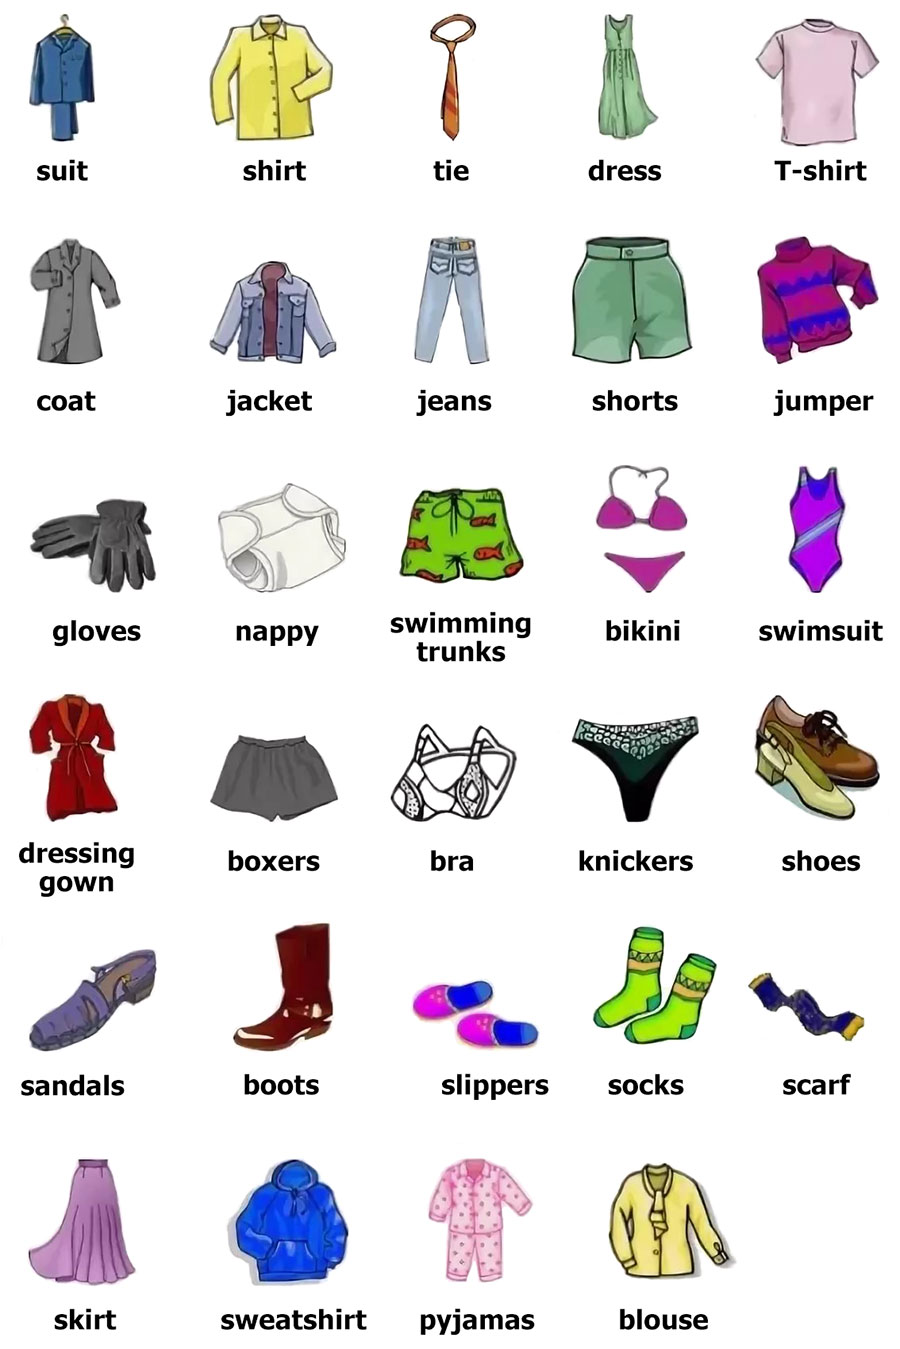 suit
shirt
tie
dress
T-shirt
coat
jacket
jeans
shorts
jumper
gloves
nappy
swimming
trunks
bikini
swimsuit
dressing
gown
boxers
bra
knickers
shoes
sandals
boots
slippers
socks
scarf
skirt
sweatshirt
pyjamas
blouse